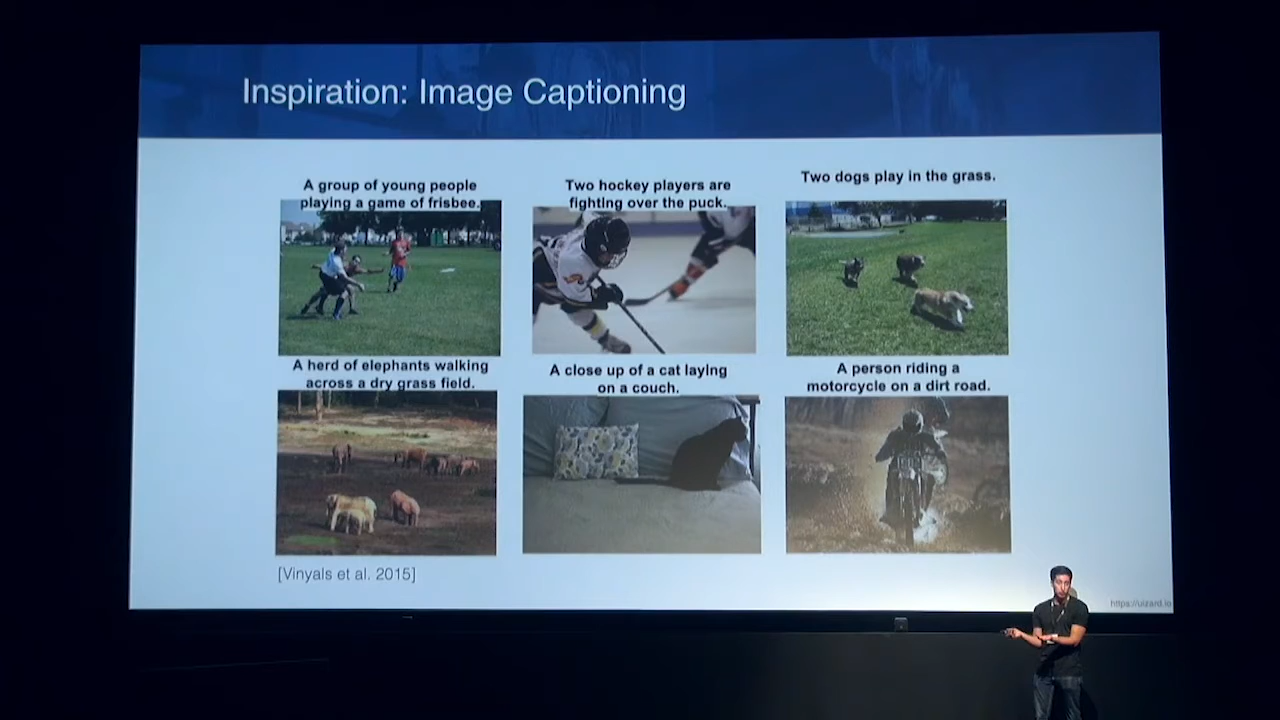 Inspiration: Image Captioning
A group of young people
playing a game of frisbee.
Two hockey players are
fighting over the puck.
Two dogs play in the grass.
A herd of elephants walking
across a dry grass field.
A close up of a cat laying
on a couch.
A person riding a
motorcycle on a dirt road.
[Vinyals et al. 2015]
https://uizard.io